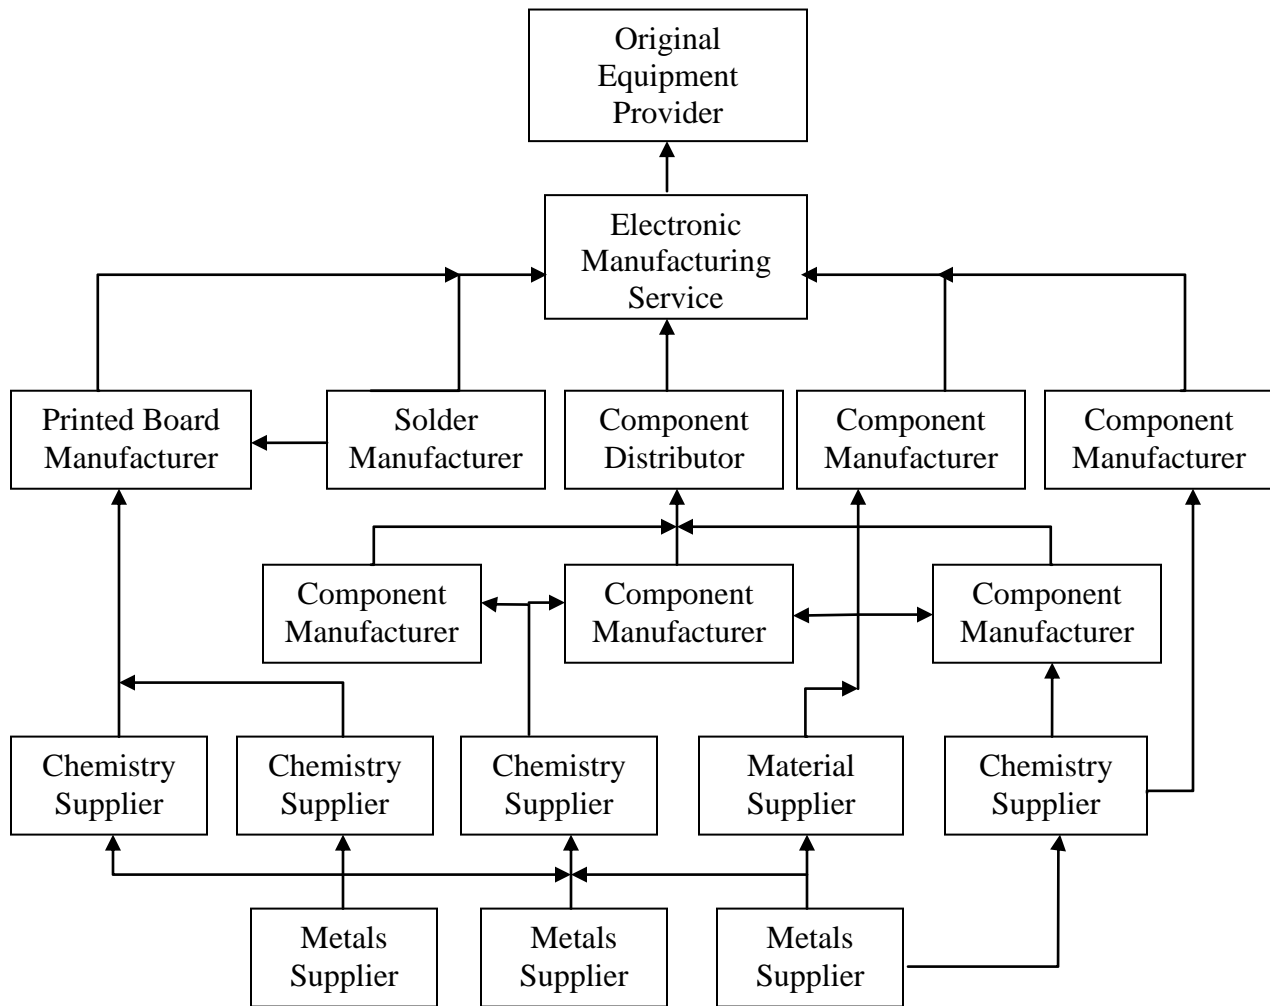 Original
Equipment
Provider
Electronic
Manufacturing
Service
Printed Board
Manufacturer
Solder
Manufacturer
Component
Distributor
Component
Manufacturer
Component
Manufacturer
Component
Manufacturer
Component
Manufacturer
Component
Manufacturer
Chemistry
Supplier
Chemistry
Supplier
Chemistry
Supplier
Material
Supplier
Chemistry
Supplier
Metals
Supplier
Metals
Supplier
Metals
Supplier